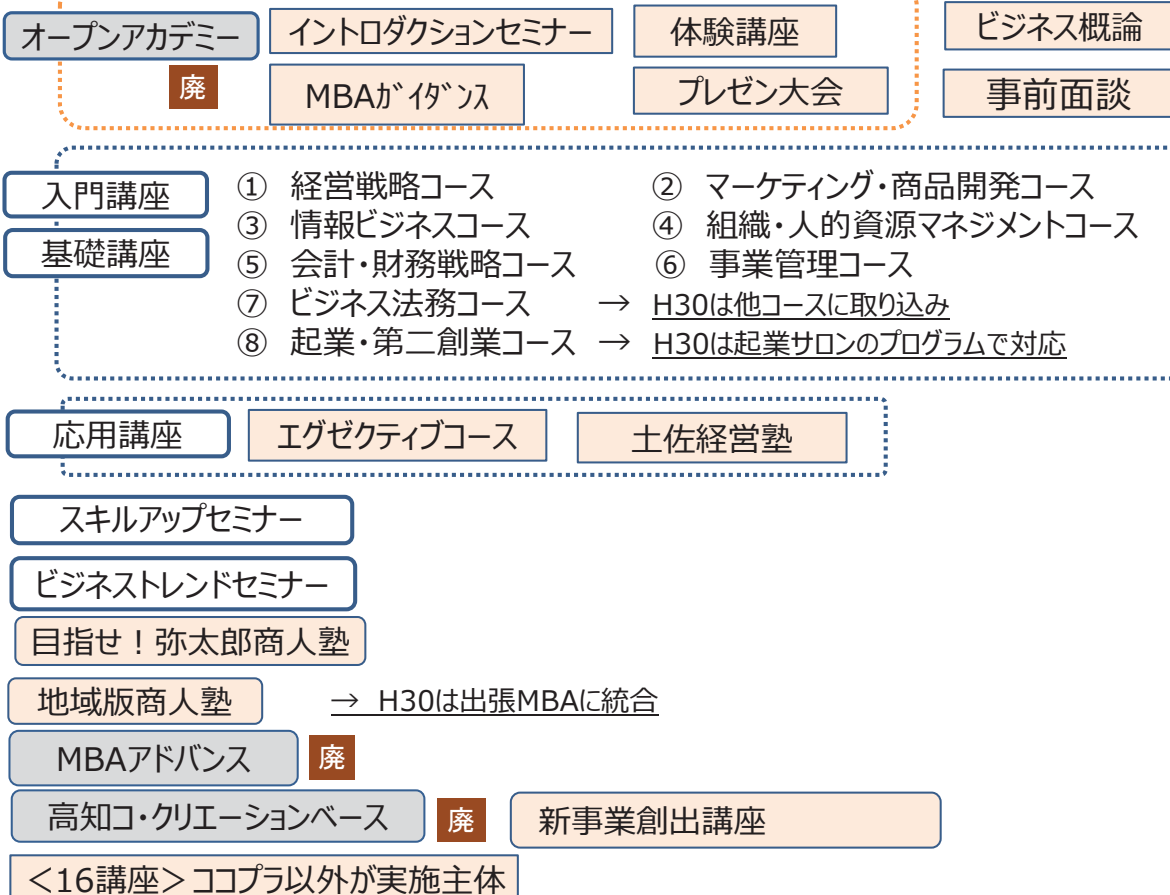 オープンアカデミー イントロダクションセミナー 体験講座 ビジネス概論
廃 MBAガイダンス プレゼン大会 事前面談
入門講座 ① 経営戦略コース ② マーケティング・商品開発コース
③ 情報ビジネスコース ④ 組織・人的資源マネジメントコース
基礎講座 ⑤ 会計・財務戦略コース ⑥ 事業管理コース
⑦ ビジネス法務コース → H30は他コースに取り込み
⑧ 起業・第二創業コース → H30は起業サロンのプログラムで対応
応用講座 エグゼクティブコース 土佐経営塾
スキルアップセミナー
ビジネストレンドセミナー
目指せ！弥太郎商人塾
地域版商人塾 → H30は出張MBAに統合
MBAアドバンス 廃
高知コ・クリエーションベース 廃 新事業創出講座
＜16講座＞ココプラ以外が実施主体